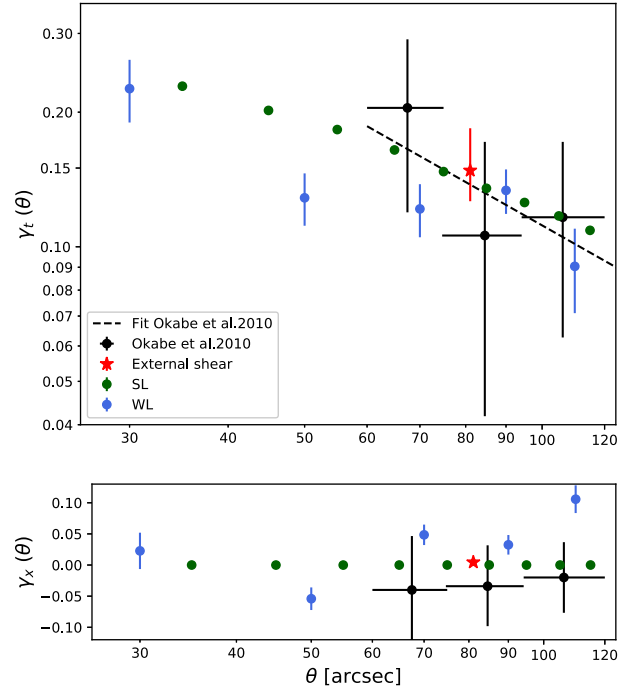 0.30
0.20
0.15
0.10
0.09
0.08
0.07
0.06
0.05
0.04
γt (θ)
Fit Okabe et al.2010
Okabe et al.2010
External shear
SL
WL
30 40 50 60 70 80 90 100 120
0.10
0.05
0.00
−0.05
−0.10
γx (θ)
30 40 50 60 70 80 90 100 120
θ [arcsec]